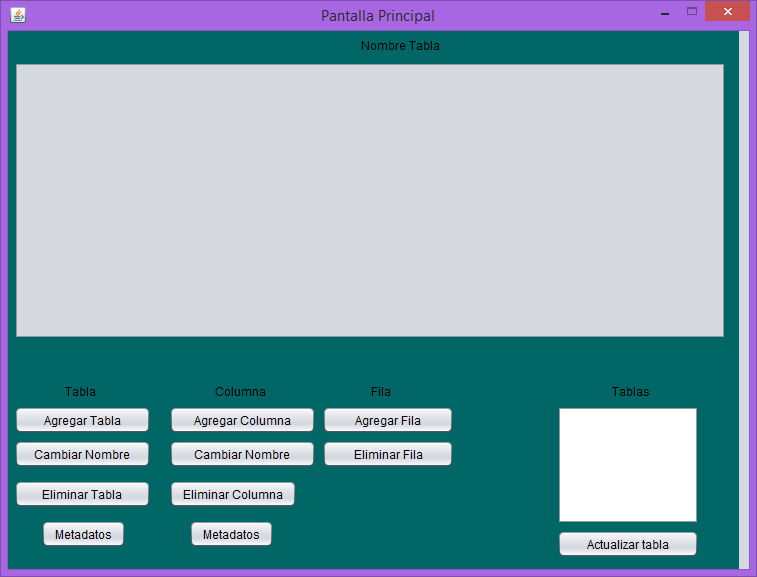 Pantalla Principal
Nombre Tabla
Tabla Columna Fila Tablas
Agregar Tabla Agregar Columna Agregar Fila
Cambiar Nombre Cambiar Nombre Eliminar Fila
Eliminar Tabla Eliminar Columna
Metadatos Metadatos
Actualizar tabla